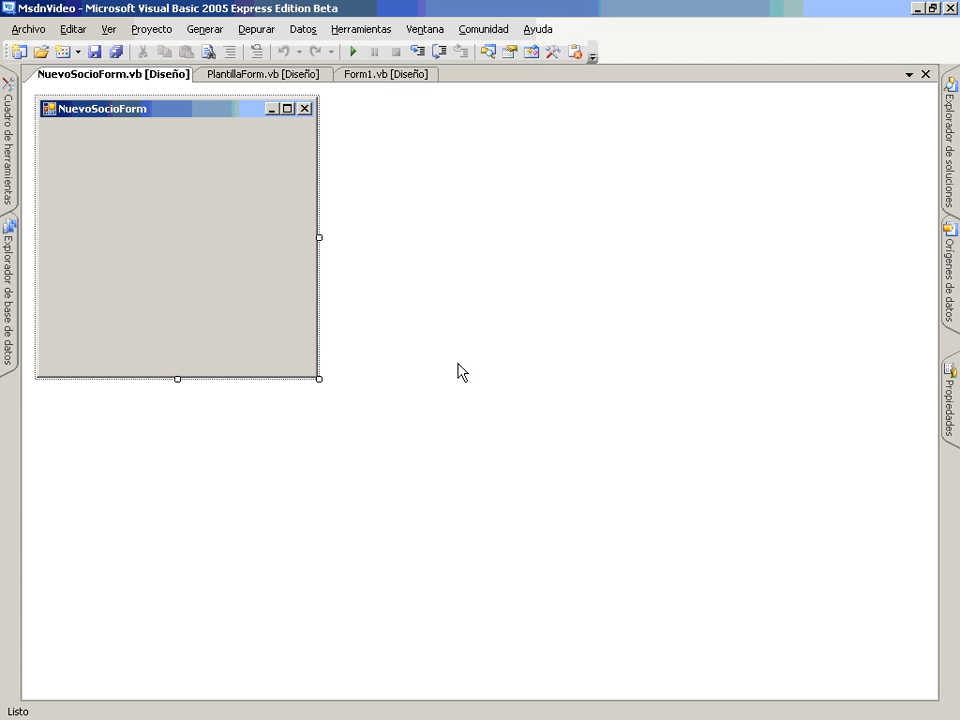 MsdnVideo - Microsoft Visual Basic 2005 Express Edition Beta
Archivo Editar Ver Proyecto Generar Depurar Datos Herramientas Ventana Comunidad Ayuda
NuevoSocioForm.vb [Diseño] PlantillaForm.vb [Diseño] Form1.vb [Diseño]
NuevoSocioForm
Cuadro de herramientas
Explorador de base de datos
Explorador de soluciones
Orígenes de datos
Propiedades
Listo